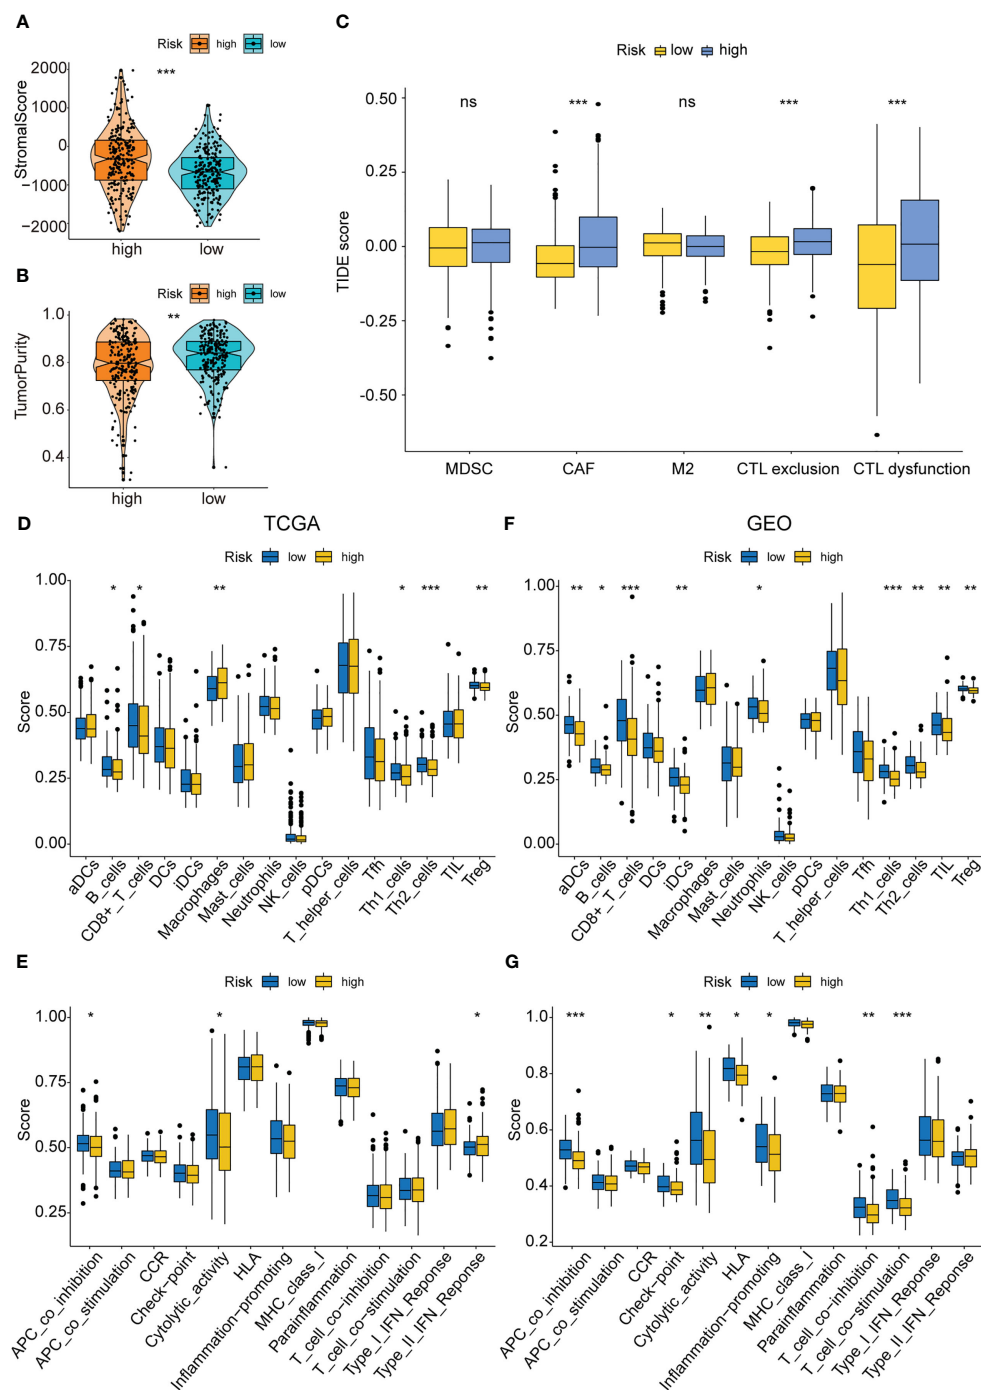 A
Risk high low
StromalScore
***
2000
1000
0
−1000
−2000
high low
B
Risk high low
TumorPurity
**
1.0
0.8
0.6
0.4
high low
C
Risk low high
TIDE score
ns *** ns *** ***
0.50
0.25
0.00
-0.25
-0.50
MDSC CAF M2 CTL exclusion CTL dysfunction
D
TCGA
Risk low high
Score
* * ** * *** **
1.00
0.75
0.50
0.25
0.00
aDCs B_cells CD8+_T_cells DCs iDCs Macrophages Mast_cells Neutrophils NK_cells pDCs T_helper_cells Tfh Th1_cells Th2_cells TIL Treg
F
GEO
Risk low high
Score
** * *** ** * *** ** ** **
1.00
0.75
0.50
0.25
0.00
aDCs B_cells CD8+_T_cells DCs iDCs Macrophages Mast_cells Neutrophils NK_cells pDCs T_helper_cells Tfh Th1_cells Th2_cells TIL Treg
E
Risk low high
Score
* * *
1.00
0.75
0.50
0.25
APC_co_inhibition APC_co_stimulation CCR Check−point Cytolytic_activity HLA Inflammation−promoting MHC_class_I Parainflammation T_cell_co−inhibition T_cell_co−stimulation Type_I_IFN_Reponse Type_II_IFN_Reponse
G
Risk low high
Score
*** * ** * * ** ***
1.0
0.8
0.6
0.4
0.2
APC_co_inhibition APC_co_stimulation CCR Check−point Cytolytic_activity HLA Inflammation−promoting MHC_class_I Parainflammation T_cell_co−inhibition T_cell_co−stimulation Type_I_IFN_Reponse Type_II_IFN_Reponse